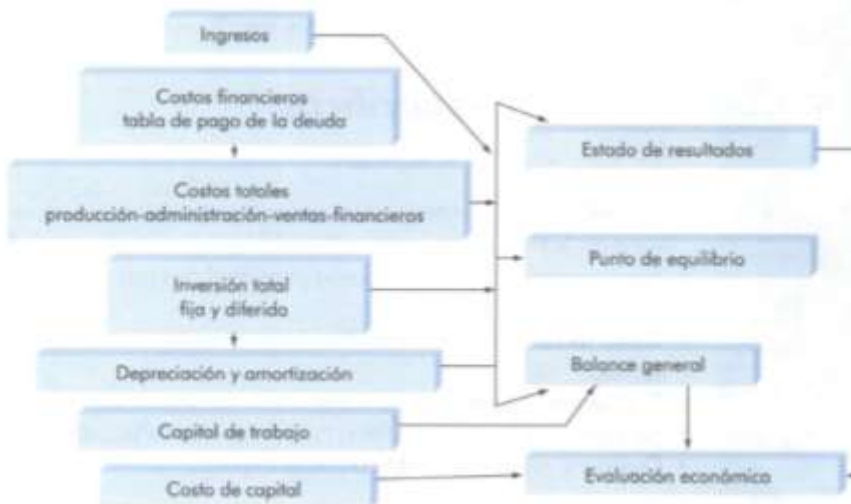 Ingresos
Costos financieros
tabla de pago de la deuda
Costos totales
producción-administración-ventas-financieros
Inversión total
fija y diferida
Depreciación y amortización
Capital de trabajo
Costo de capital
Estado de resultados
Punto de equilibrio
Balance general
Evaluación económica